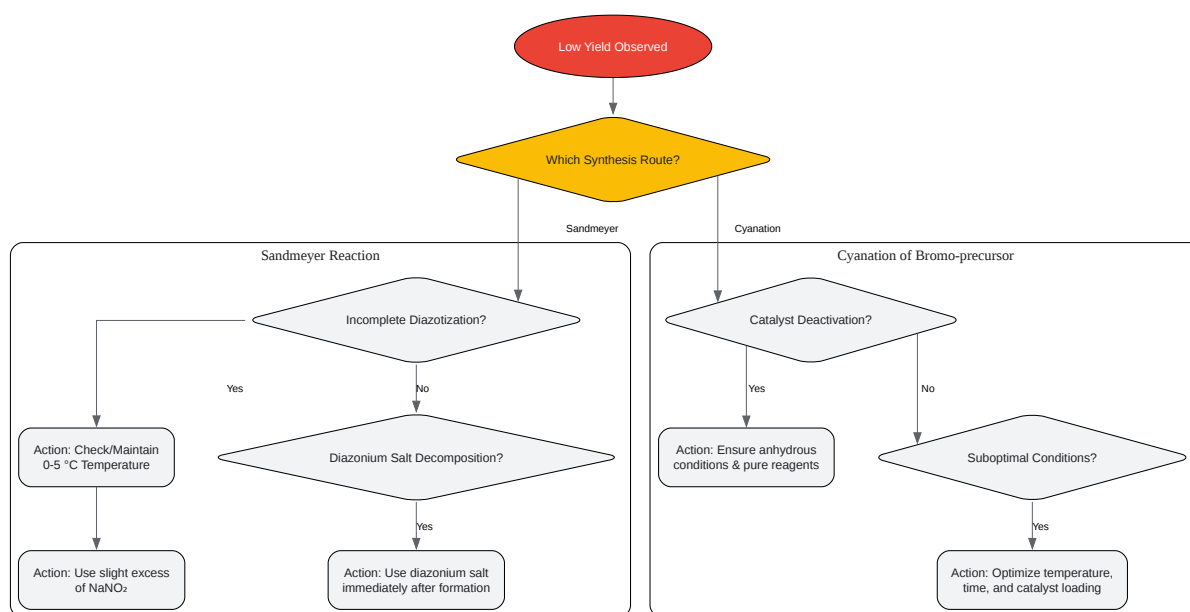 Low Yield Observed
Which Synthesis Route?
Sandmeyer
Cyanation
Sandmeyer Reaction
Cyanation of Bromo-precursor
Incomplete Diazotization?
Catalyst Deactivation?
Yes
No
Yes
No
Action: Check/Maintain
0-5 °C Temperature
Diazonium Salt Decomposition?
Action: Ensure anhydrous
conditions & pure reagents
Suboptimal Conditions?
Yes
Yes
Action: Use slight excess
of NaNO₂
Action: Use diazonium salt
immediately after formation
Action: Optimize temperature,
time, and catalyst loading